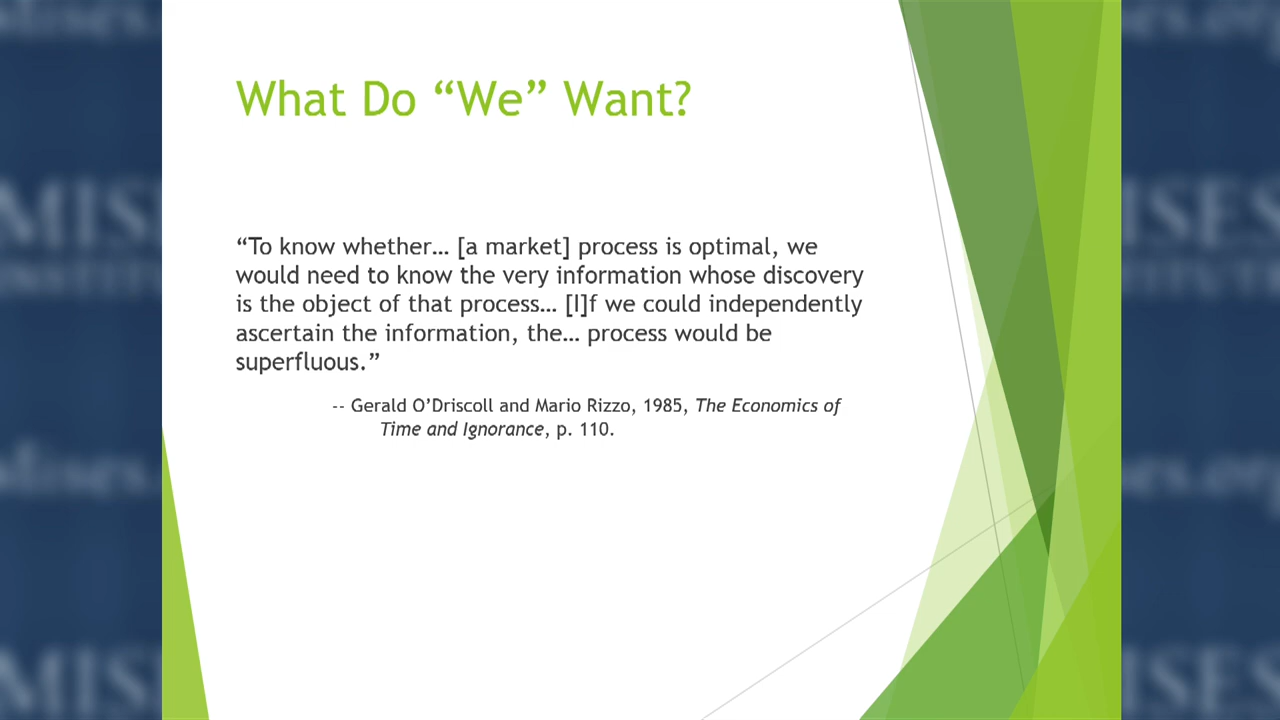 What Do “We” Want?
“To know whether… [a market] process is optimal, we
would need to know the very information whose discovery
is the object of that process… [I]f we could independently
ascertain the information, the… process would be
superfluous.”
-- Gerald O’Driscoll and Mario Rizzo, 1985, The Economics of
Time and Ignorance, p. 110.